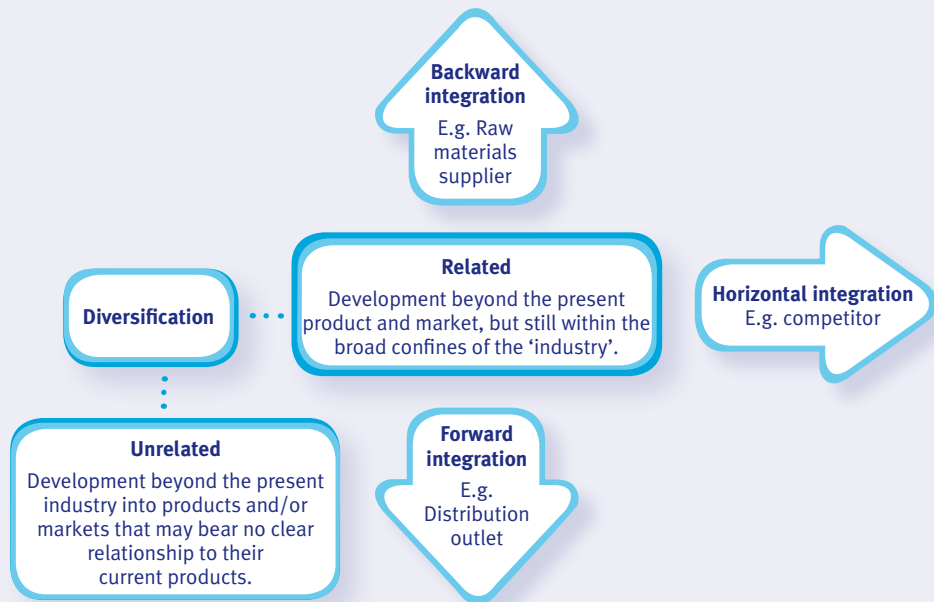 Backward
integration
E.g. Raw
materials
supplier
Related
Development beyond the present
product and market, but still within the
broad confines of the ‘industry’.
Horizontal integration
E.g. competitor
Diversification
Unrelated
Development beyond the present
industry into products and/or
markets that may bear no clear
relationship to their
current products.
Forward
integration
E.g.
Distribution
outlet